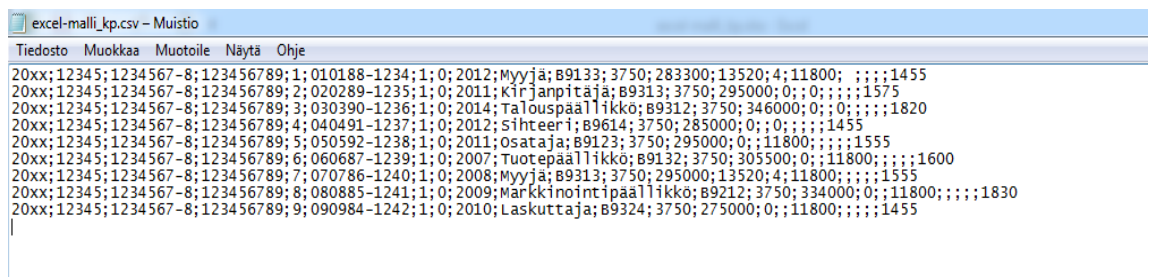 excel-malli_kp.csv – Muistio
Tiedosto Muokkaa Muotoile Näytä Ohje
20xx;12345;1234567-8;123456789;1;010188-1234;1;0;2012;Myyjä;B9133;3750;283300;13520;4;11800; ;;;;1455
20xx;12345;1234567-8;123456789;2;020289-1235;1;0;2011;Kirjanpitäjä;B9313;3750;295000;0;;0;;;;;1575
20xx;12345;1234567-8;123456789;3;030390-1236;1;0;2014;Talouspäällikkö;B9312;3750;346000;0;;0;;;;;1820
20xx;12345;1234567-8;123456789;4;040491-1237;1;0;2012;Sihteeri;B9614;3750;285000;0;;0;;;;;1455
20xx;12345;1234567-8;123456789;5;050592-1238;1;0;2011;Osataja;B9123;3750;295000;0;;11800;;;;;1555
20xx;12345;1234567-8;123456789;6;060687-1239;1;0;2007;Tuotepäällikkö;B9132;3750;305500;0;;11800;;;;;1600
20xx;12345;1234567-8;123456789;7;070786-1240;1;0;2008;Myyjä;B9313;3750;295000;13520;4;11800;;;;;1555
20xx;12345;1234567-8;123456789;8;080885-1241;1;0;2009;Markkinointipäällikkö;B9212;3750;334000;0;;11800;;;;;1830
20xx;12345;1234567-8;123456789;9;090984-1242;1;0;2010;Laskuttaja;B9324;3750;275000;0;;11800;;;;;1455